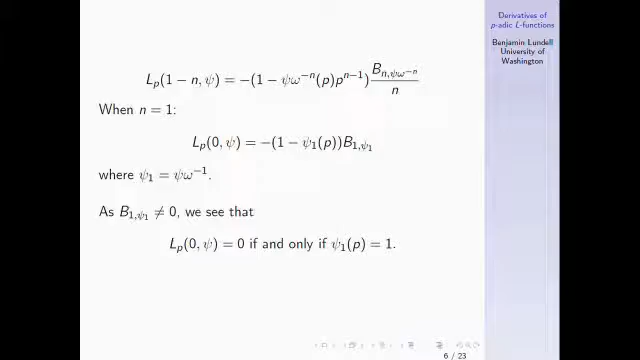 Derivatives of
p-adic L-functions
Benjamin Lundell
University of
Washington
L_p(1 − n, ψ) = −(1 − ψω^{−n}(p)p^{n−1}) B_{n,ψω^{−n}} / n
When n = 1:
L_p(0, ψ) = −(1 − ψ_1(p))B_{1,ψ_1}
where ψ_1 = ψω^{−1}.
As B_{1,ψ_1} ≠ 0, we see that
L_p(0, ψ) = 0 if and only if ψ_1(p) = 1.
6 / 23